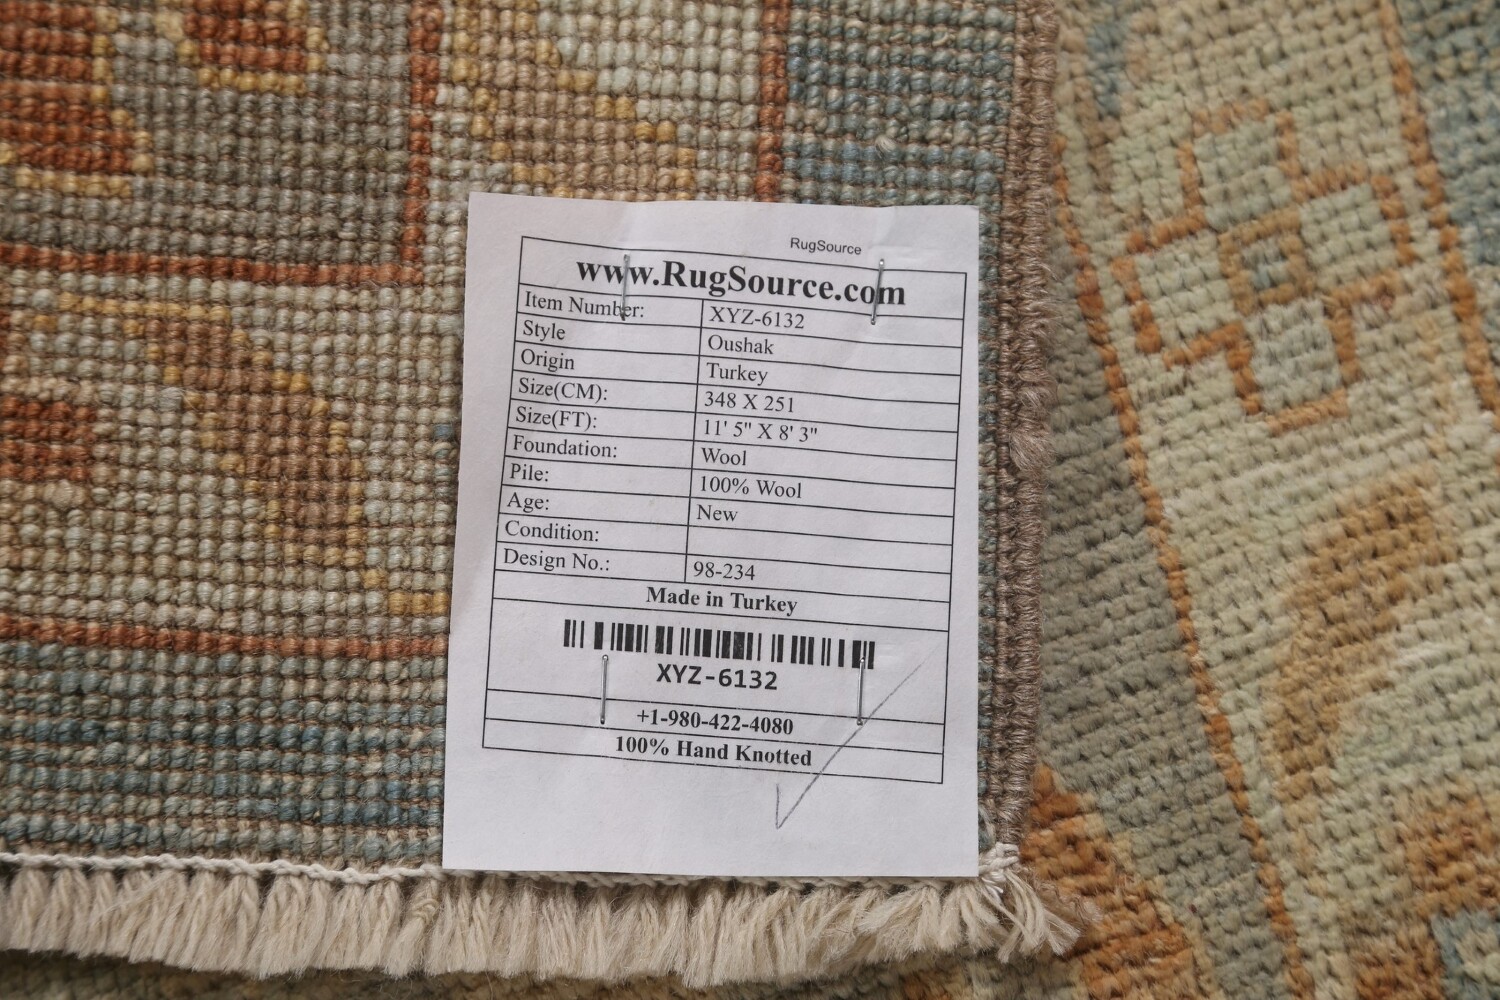 RugSource
www.RugSource.com
Item Number: XYZ-6132
Style Oushak
Origin Turkey
Size(CM): 348 X 251
Size(FT): 11' 5" X 8' 3"
Foundation: Wool
Pile: 100% Wool
Age: New
Condition:
Design No.: 98-234
Made in Turkey
XYZ-6132
+1-980-422-4080
100% Hand Knotted